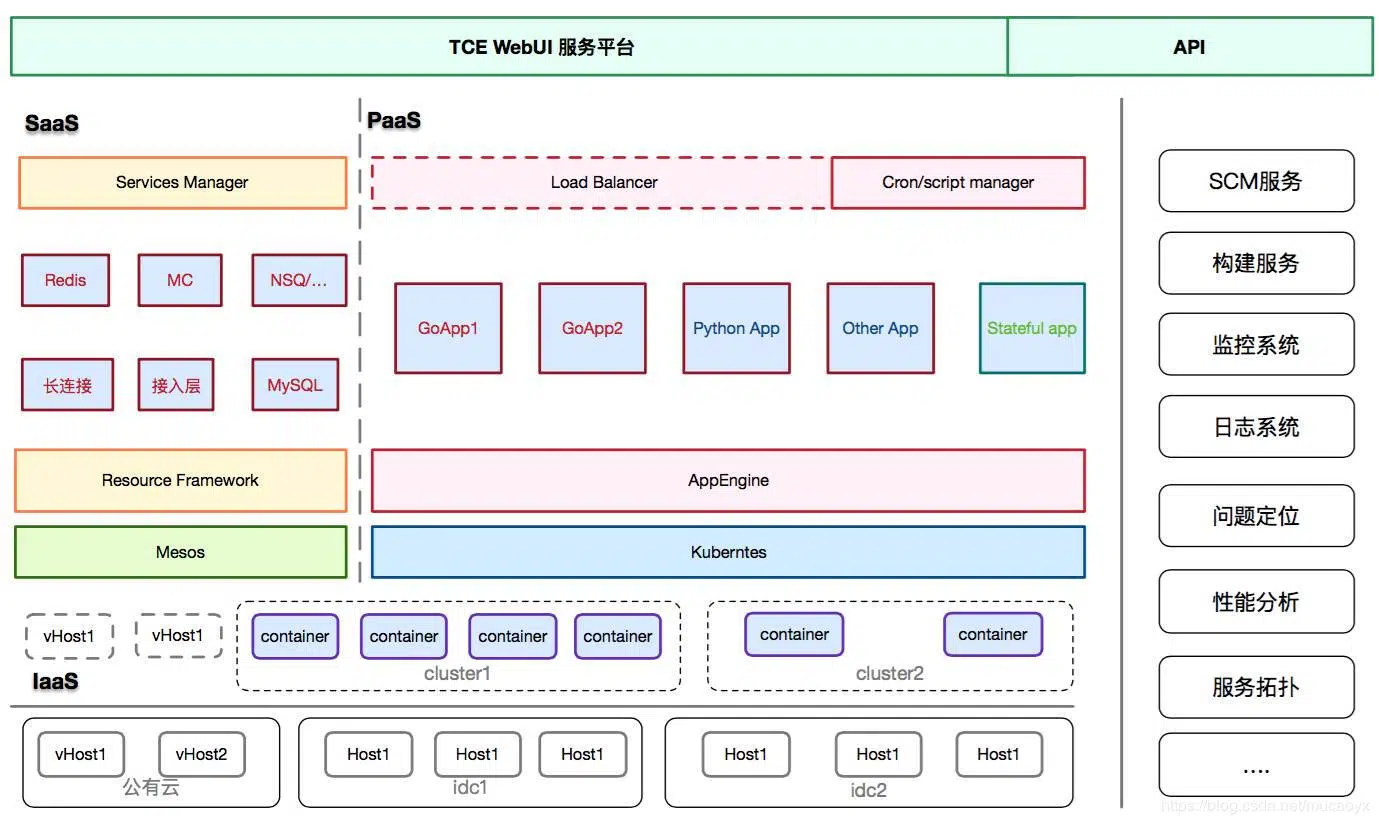 TCE WebUI 服务平台
API
SaaS
PaaS
Services Manager
Load Balancer
Cron/script manager
Redis
MC
NSQ/...
长连接
接入层
MySQL
GoApp1
GoApp2
Python App
Other App
Stateful app
Resource Framework
AppEngine
Mesos
Kuberntes
vHost1
vHost1
container
container
container
container
cluster1
container
container
cluster2
IaaS
vHost1
vHost2
公有云
Host1
Host1
Host1
idc1
Host1
Host1
Host1
idc2
SCM服务
构建服务
监控系统
日志系统
问题定位
性能分析
服务拓扑
....
https://blog.csdn.net/mucaoyx